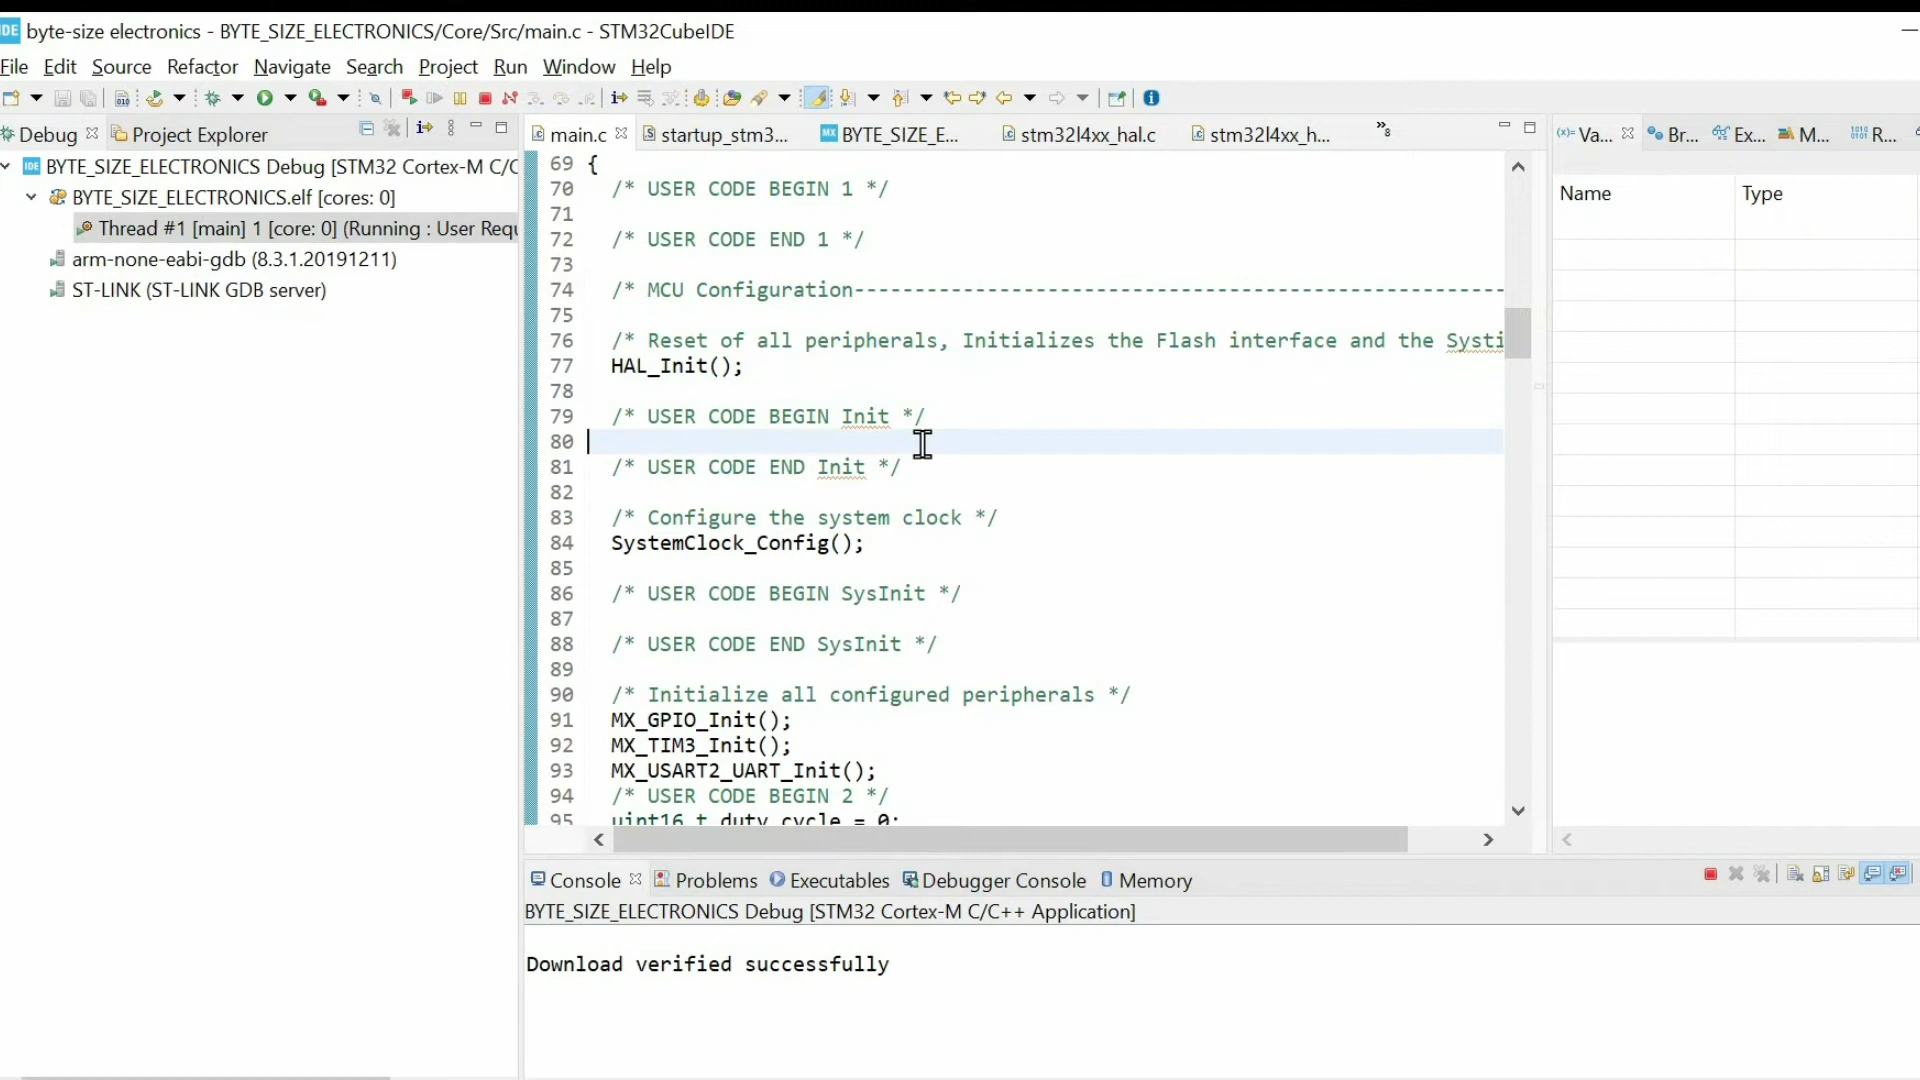 IDE byte-size electronics - BYTE_SIZE_ELECTRONICS/Core/Src/main.c - STM32CubeIDE
File Edit Source Refactor Navigate Search Project Run Window Help
Debug Project Explorer
main.c startup_stm3... MX BYTE_SIZE_E... stm32l4xx_hal.c stm32l4xx_h... »8
(x)= Va... Br... Ex... M... R...
IDE BYTE_SIZE_ELECTRONICS Debug [STM32 Cortex-M C/C
BYTE_SIZE_ELECTRONICS.elf [cores: 0]
Thread #1 [main] 1 [core: 0] (Running : User Requ
arm-none-eabi-gdb (8.3.1.20191211)
ST-LINK (ST-LINK GDB server)
69 {
70 /* USER CODE BEGIN 1 */
71
72 /* USER CODE END 1 */
73
74 /* MCU Configuration------------------------------------------------------
75
76 /* Reset of all peripherals, Initializes the Flash interface and the Systi
77 HAL_Init();
78
79 /* USER CODE BEGIN Init */
80
81 /* USER CODE END Init */
82
83 /* Configure the system clock */
84 SystemClock_Config();
85
86 /* USER CODE BEGIN SysInit */
87
88 /* USER CODE END SysInit */
89
90 /* Initialize all configured peripherals */
91 MX_GPIO_Init();
92 MX_TIM3_Init();
93 MX_USART2_UART_Init();
94 /* USER CODE BEGIN 2 */
95 uint16_t duty_cycle = 0;
Name Type
Console Problems Executables Debugger Console Memory
BYTE_SIZE_ELECTRONICS Debug [STM32 Cortex-M C/C++ Application]
Download verified successfully